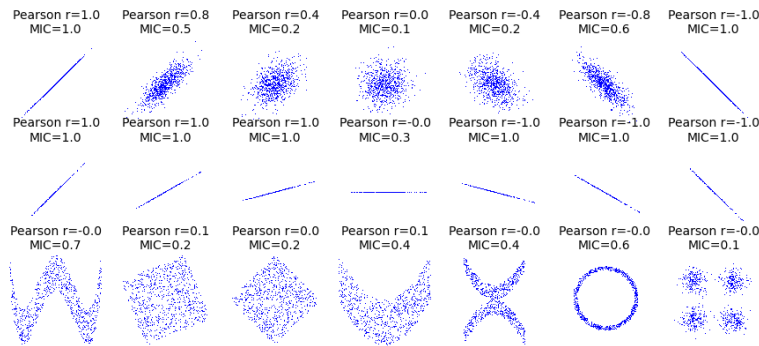 Pearson r=1.0 Pearson r=0.8 Pearson r=0.4 Pearson r=0.0 Pearson r=-0.4 Pearson r=-0.8 Pearson r=-1.0
MIC=1.0 MIC=0.5 MIC=0.2 MIC=0.1 MIC=0.2 MIC=0.6 MIC=1.0
Pearson r=1.0 Pearson r=1.0 Pearson r=1.0 Pearson r=-0.0 Pearson r=-1.0 Pearson r=-1.0 Pearson r=-1.0
MIC=1.0 MIC=1.0 MIC=1.0 MIC=0.3 MIC=1.0 MIC=1.0 MIC=1.0
Pearson r=-0.0 Pearson r=0.1 Pearson r=0.0 Pearson r=0.1 Pearson r=-0.0 Pearson r=-0.0 Pearson r=-0.0
MIC=0.7 MIC=0.2 MIC=0.2 MIC=0.4 MIC=0.4 MIC=0.6 MIC=0.1